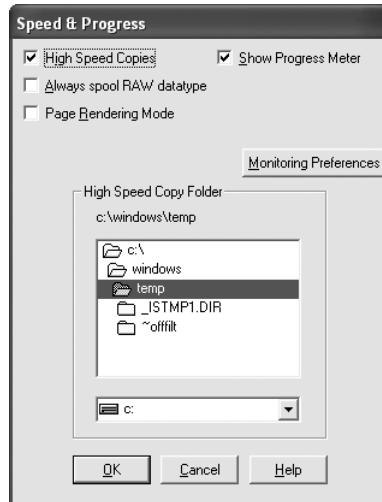 Speed & Progress
High Speed Copies Show Progress Meter
Always spool RAW datatype
Page Rendering Mode
Monitoring Preferences
High Speed Copy Folder
c:\windows\temp
c:\
windows
temp
_ISTMP1.DIR
~offfilt
c:
OK Cancel Help